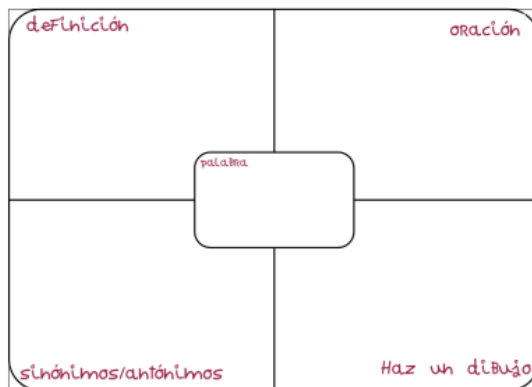 definición
oración
palabra
sinónimos/antónimos
Haz un dibujo